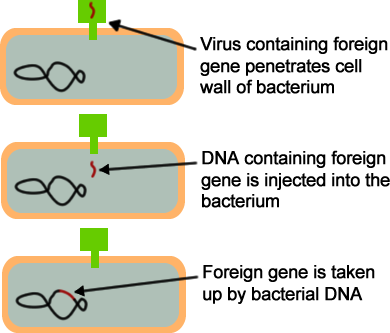 Virus containing foreign
gene penetrates cell
wall of bacterium
DNA containing foreign
gene is injected into the
bacterium
Foreign gene is taken
up by bacterial DNA